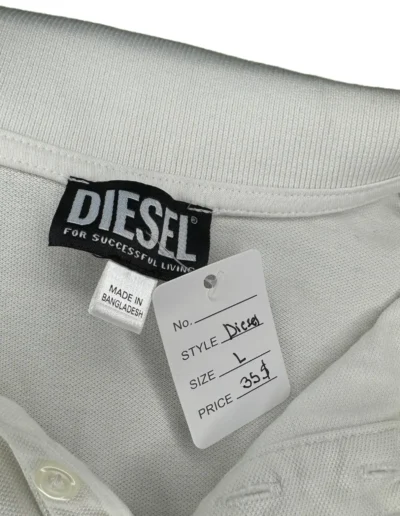 DIESEL®
FOR SUCCESSFUL LIVING
MADE IN
BANGLADESH
No.
STYLE Diesel
SIZE L
PRICE 35$